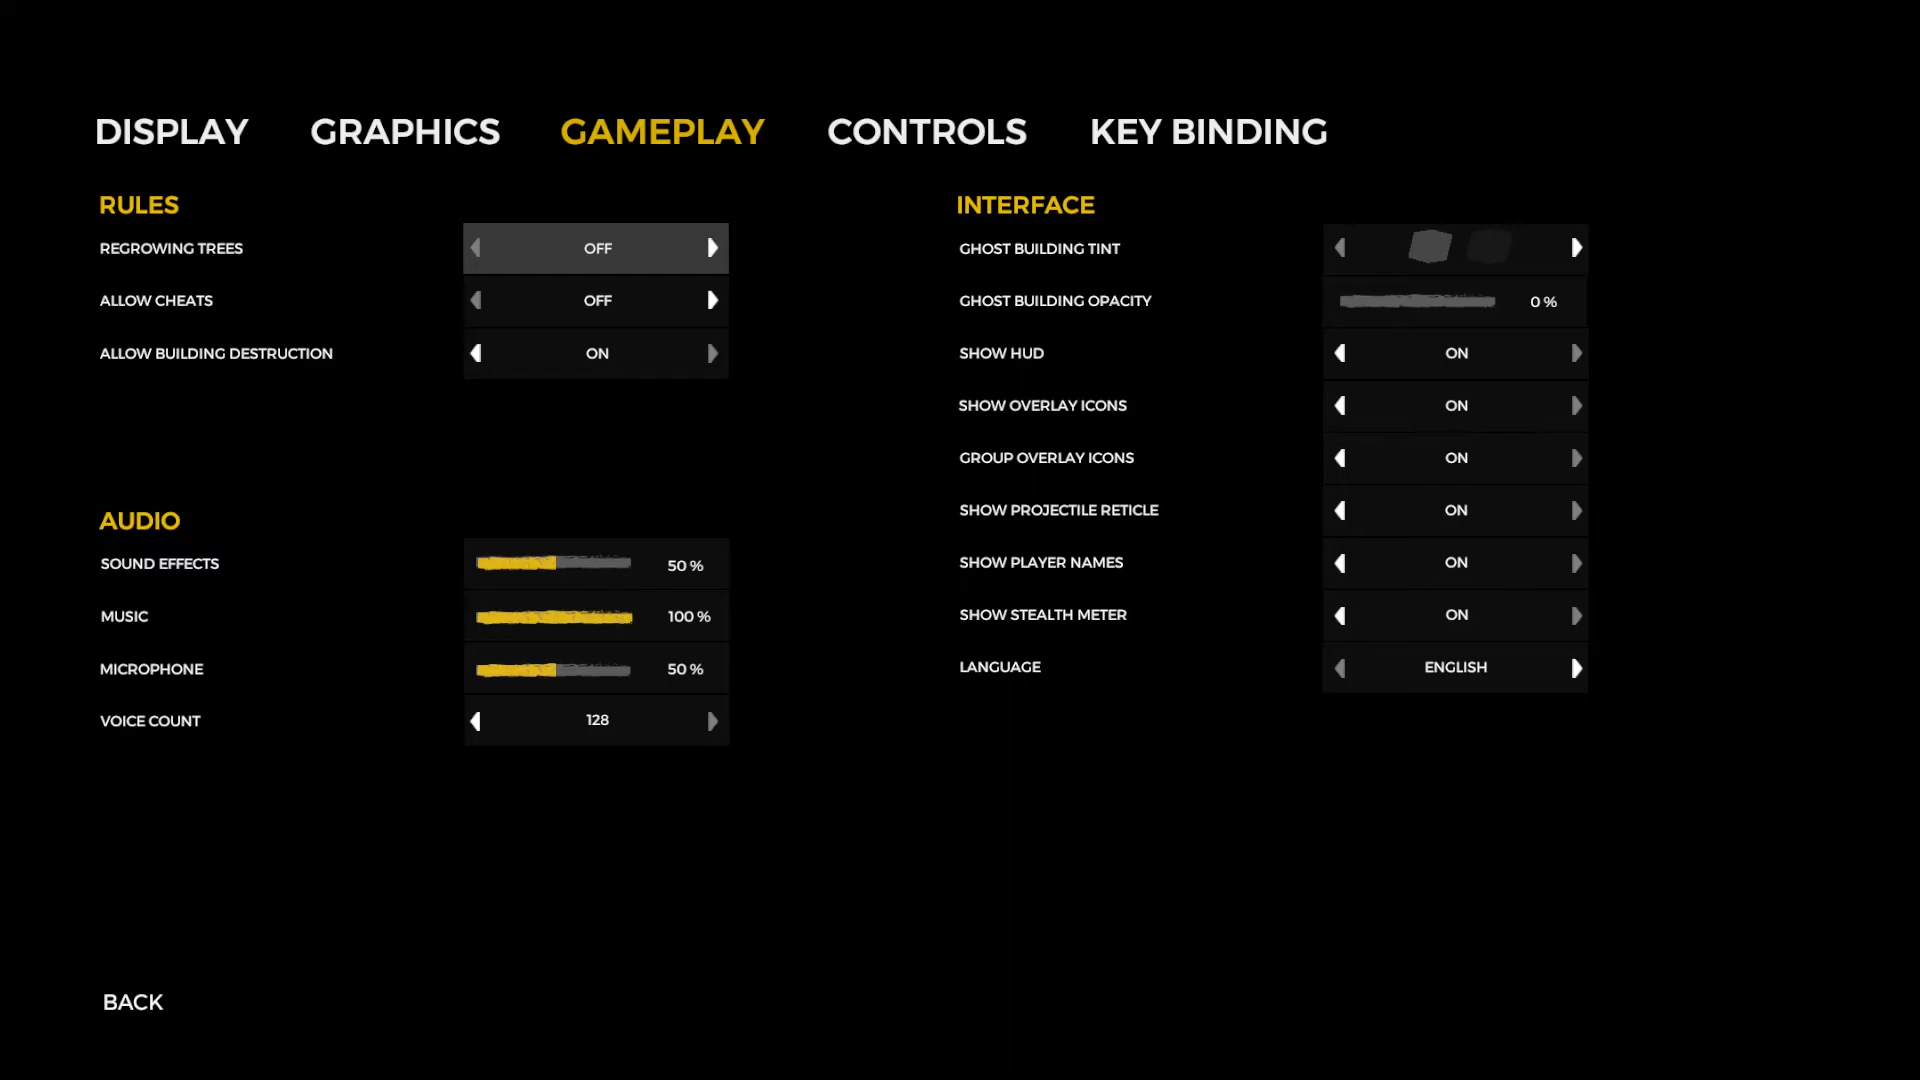 DISPLAY GRAPHICS GAMEPLAY CONTROLS KEY BINDING
RULES
REGROWING TREES OFF
ALLOW CHEATS OFF
ALLOW BUILDING DESTRUCTION ON
AUDIO
SOUND EFFECTS 50 %
MUSIC 100 %
MICROPHONE 50 %
VOICE COUNT 128
INTERFACE
GHOST BUILDING TINT
GHOST BUILDING OPACITY 0 %
SHOW HUD ON
SHOW OVERLAY ICONS ON
GROUP OVERLAY ICONS ON
SHOW PROJECTILE RETICLE ON
SHOW PLAYER NAMES ON
SHOW STEALTH METER ON
LANGUAGE ENGLISH
BACK